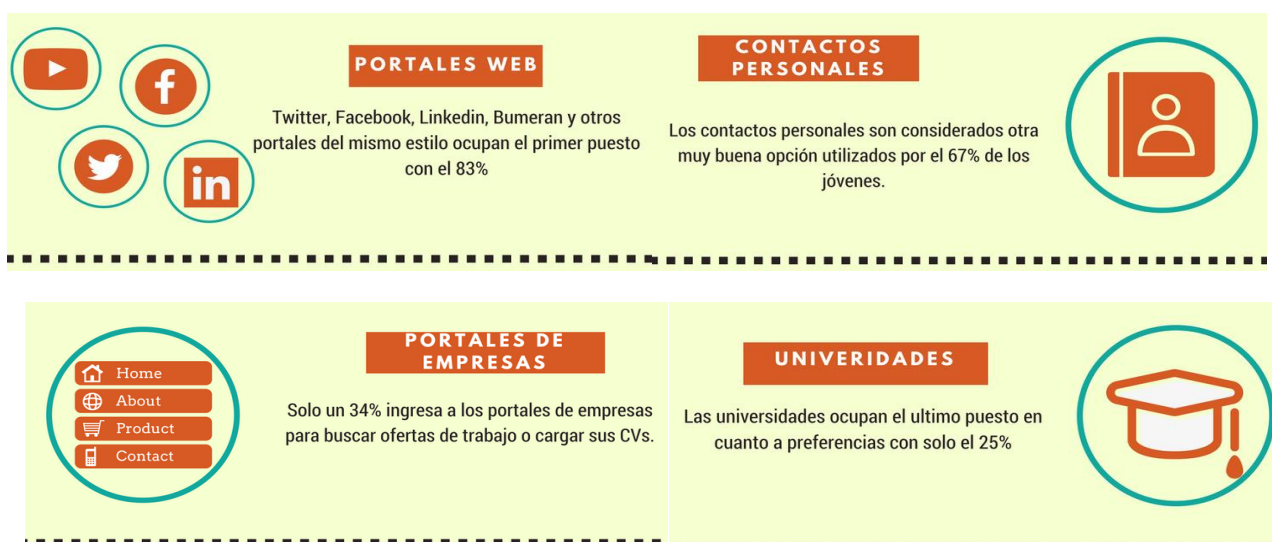 PORTALES WEB
Twitter, Facebook, Linkedin, Bumeran y otros
portales del mismo estilo ocupan el primer puesto
con el 83%
CONTACTOS
PERSONALES
Los contactos personales son considerados otra
muy buena opción utilizados por el 67% de los
jóvenes.
Home
About
Product
Contact
PORTALES DE
EMPRESAS
Solo un 34% ingresa a los portales de empresas
para buscar ofertas de trabajo o cargar sus CVs.
UNIVERIDADES
Las universidades ocupan el ultimo puesto en
cuanto a preferencias con solo el 25%